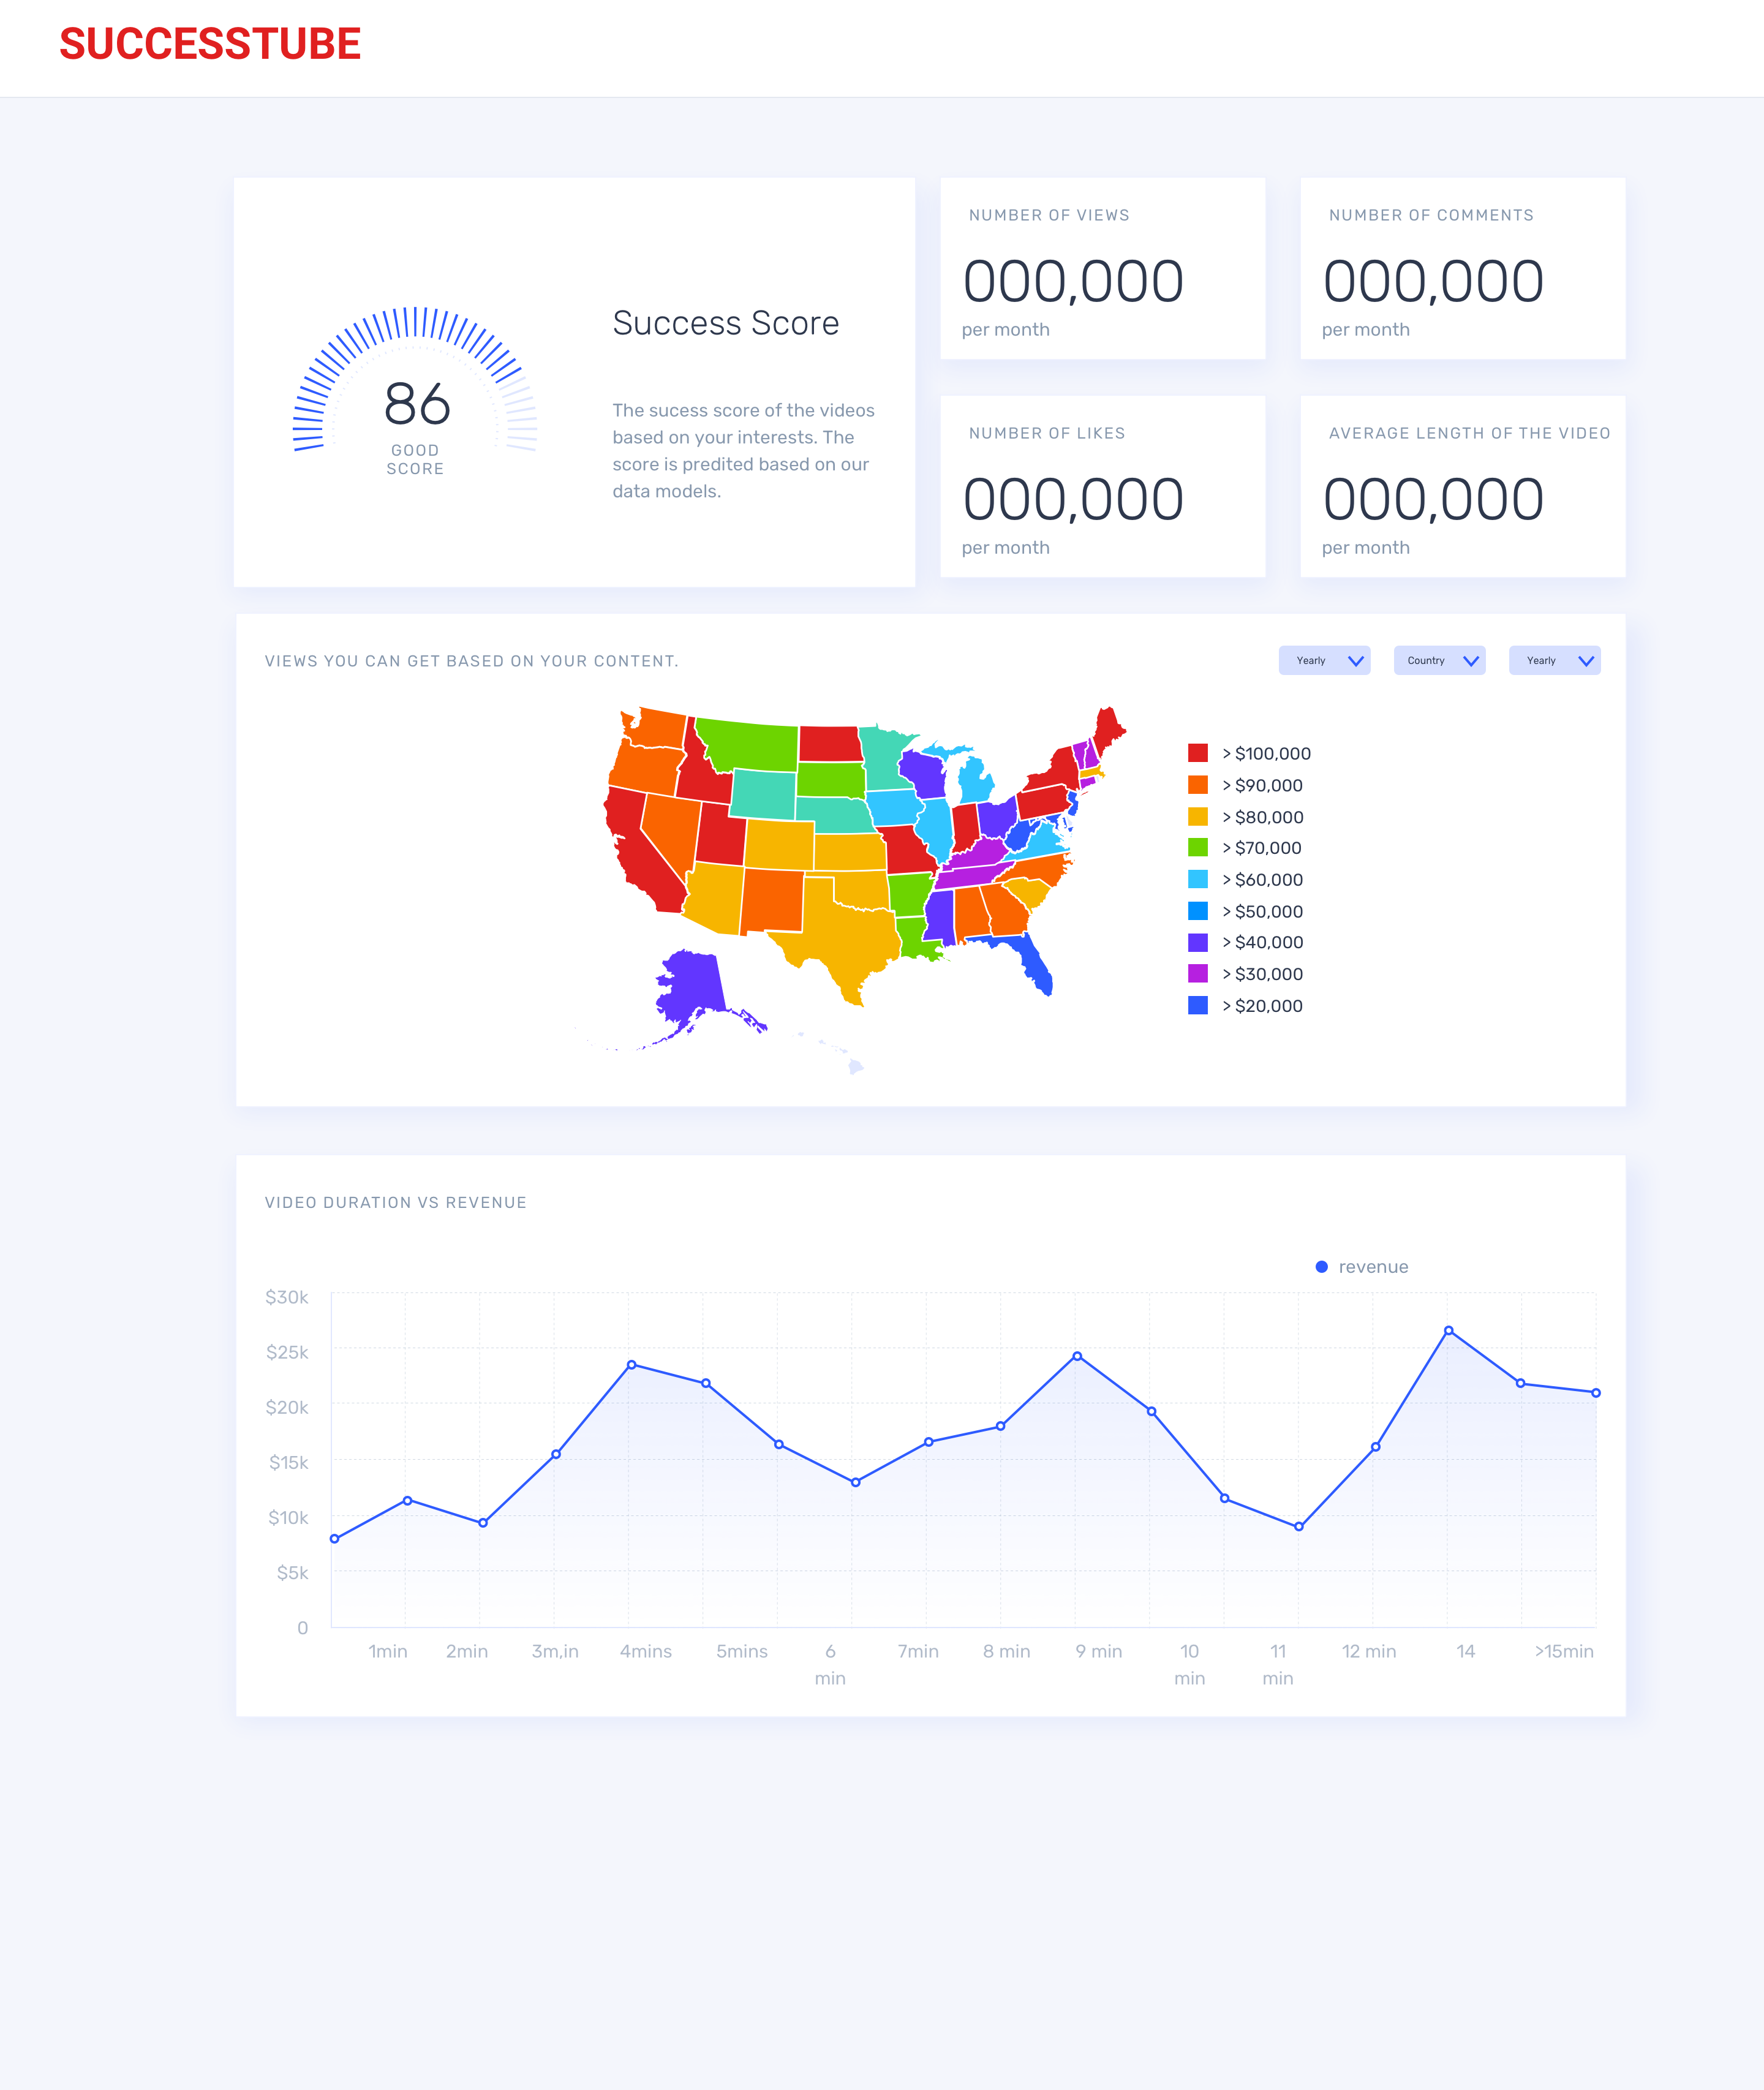 SUCCESSTUBE
86
GOOD
SCORE
Success Score
The sucess score of the videos
based on your interests. The
score is predited based on our
data models.
NUMBER OF VIEWS
000,000
per month
NUMBER OF COMMENTS
000,000
per month
NUMBER OF LIKES
000,000
per month
AVERAGE LENGTH OF THE VIDEO
000,000
per month
VIEWS YOU CAN GET BASED ON YOUR CONTENT.
Yearly
Country
Yearly
> $100,000
> $90,000
> $80,000
> $70,000
> $60,000
> $50,000
> $40,000
> $30,000
> $20,000
VIDEO DURATION VS REVENUE
revenue
$30k
$25k
$20k
$15k
$10k
$5k
0
1min
2min
3m,in
4mins
5mins
6
min
7min
8 min
9 min
10
min
11
min
12 min
14
>15min